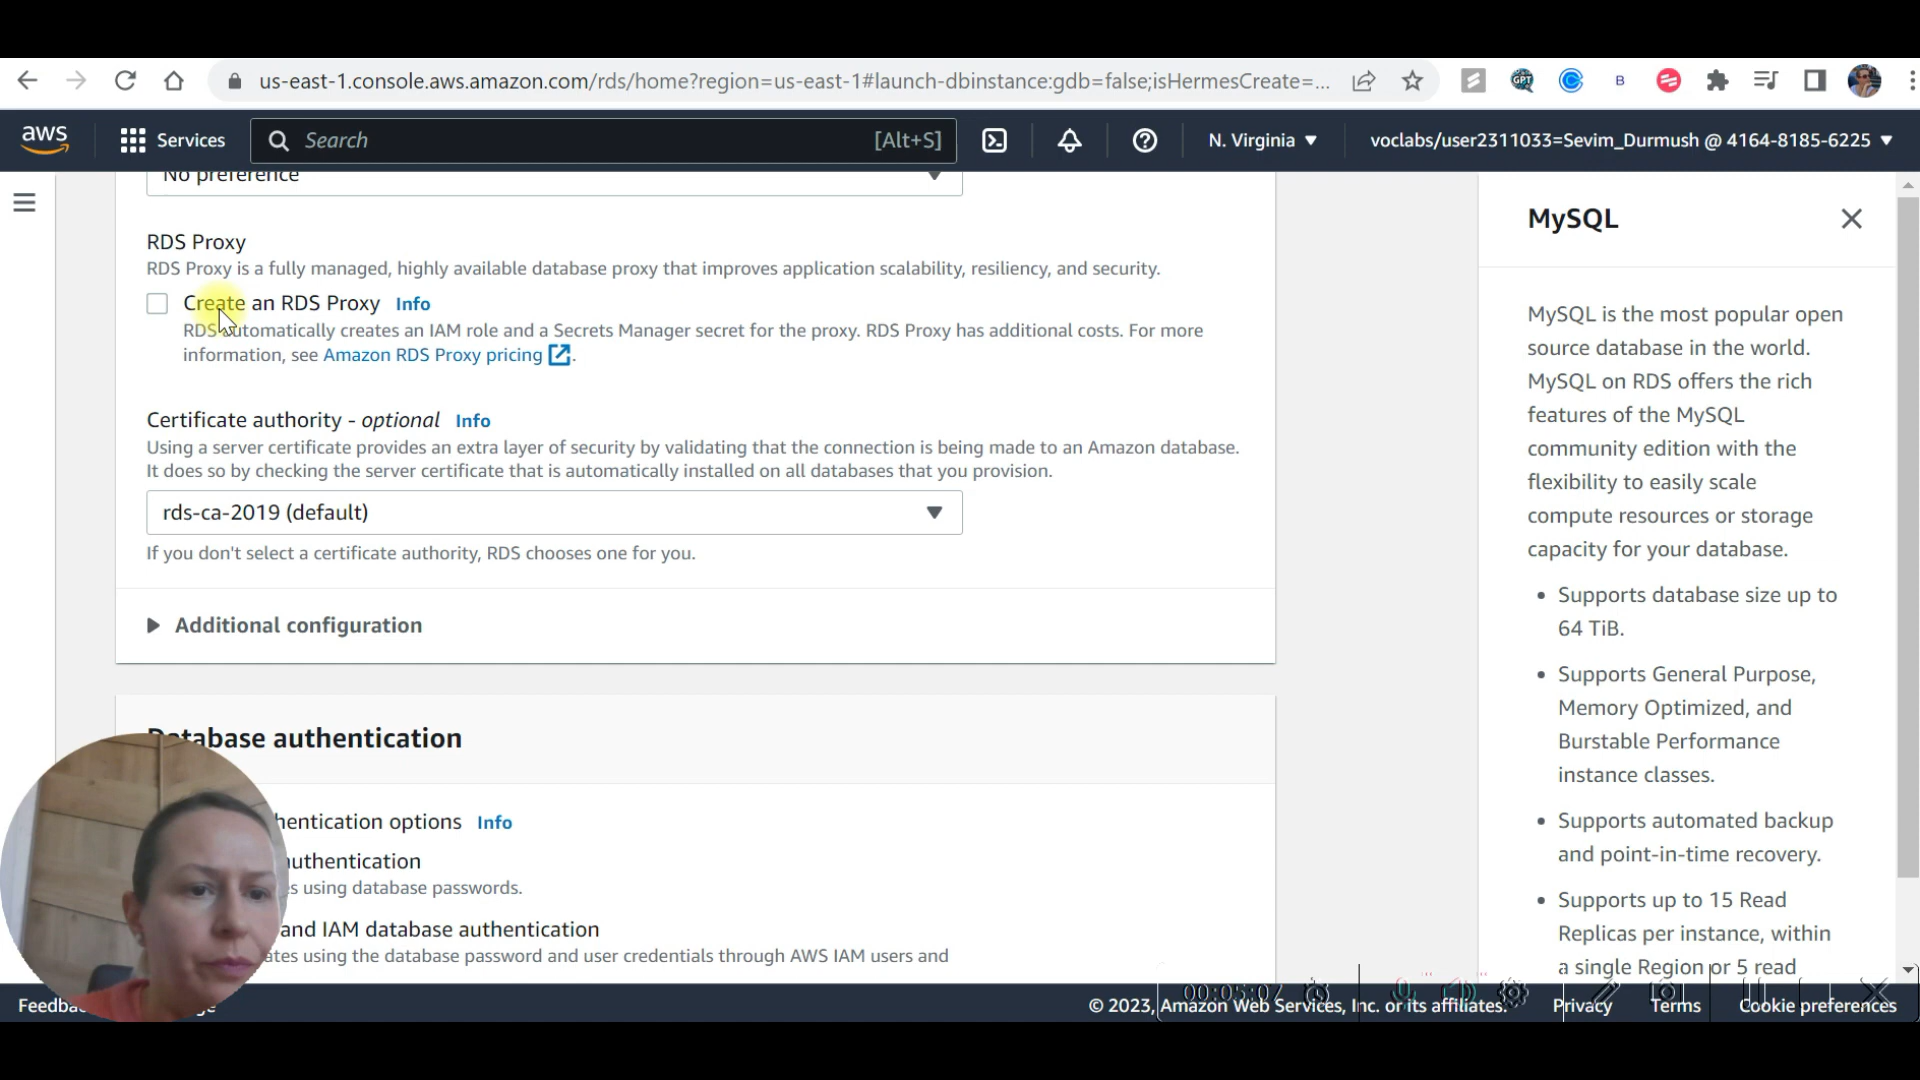 us-east-1.console.aws.amazon.com/rds/home?region=us-east-1#launch-dbinstance:gdb=false;isHermesCreate=...
GPT
B
aws
Services
Search
[Alt+S]
N. Virginia
voclabs/user2311033=Sevim_Durmush @ 4164-8185-6225
No preference
RDS Proxy
RDS Proxy is a fully managed, highly available database proxy that improves application scalability, resiliency, and security.
Create an RDS Proxy Info
RDS automatically creates an IAM role and a Secrets Manager secret for the proxy. RDS Proxy has additional costs. For more
information, see Amazon RDS Proxy pricing.
Certificate authority - optional Info
Using a server certificate provides an extra layer of security by validating that the connection is being made to an Amazon database.
It does so by checking the server certificate that is automatically installed on all databases that you provision.
rds-ca-2019 (default)
If you don't select a certificate authority, RDS chooses one for you.
Additional configuration
Database authentication
hentication options Info
authentication
s using database passwords.
and IAM database authentication
ates using the database password and user credentials through AWS IAM users and
MySQL
MySQL is the most popular open
source database in the world.
MySQL on RDS offers the rich
features of the MySQL
community edition with the
flexibility to easily scale
compute resources or storage
capacity for your database.
• Supports database size up to
64 TiB.
• Supports General Purpose,
Memory Optimized, and
Burstable Performance
instance classes.
• Supports automated backup
and point-in-time recovery.
• Supports up to 15 Read
Replicas per instance, within
a single Region or 5 read
00:05:07
Feedba
ge
© 2023, Amazon Web Services, Inc. or its affiliates.
Privacy
Terms
Cookie preferences